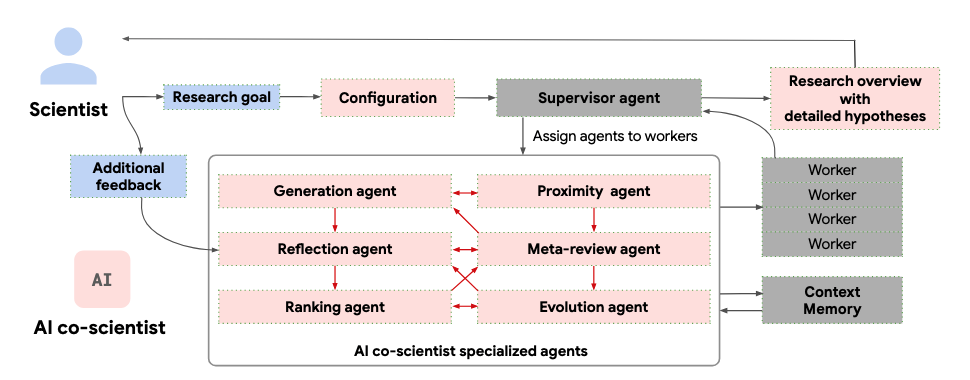 Scientist
Research goal
Configuration
Supervisor agent
Research overview
with
detailed hypotheses
Assign agents to workers
Additional
feedback
Generation agent
Proximity agent
Reflection agent
Meta-review agent
Ranking agent
Evolution agent
AI co-scientist specialized agents
Worker
Worker
Worker
Worker
Context
Memory
AI
AI co-scientist